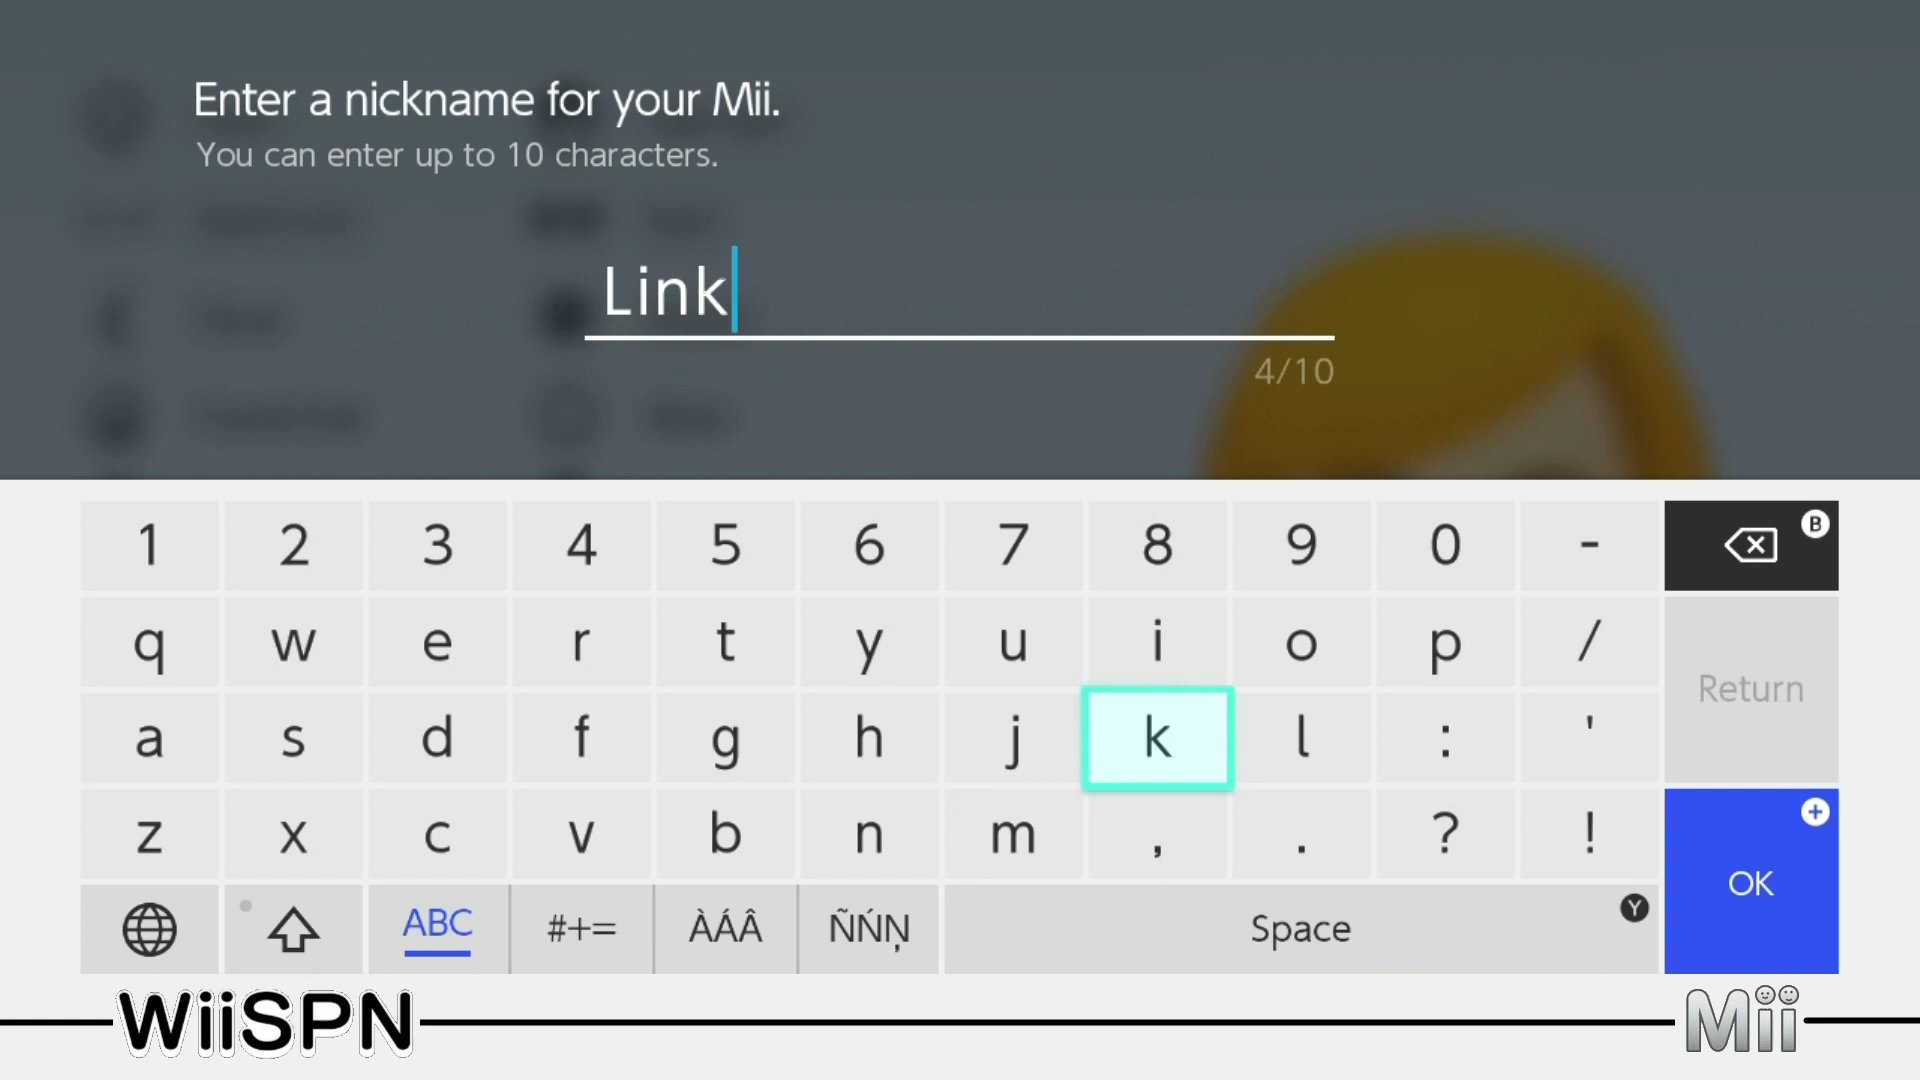 Enter a nickname for your Mii.
You can enter up to 10 characters.
Link
4/10
1 2 3 4 5 6 7 8 9 0 - B
q w e r t y u i o p / Return
a s d f g h j k l : '
z x c v b n m , . ? ! + OK
ABC #+= ÀÁÂ ÑŃŅ Space Y
WiiSPN Mii